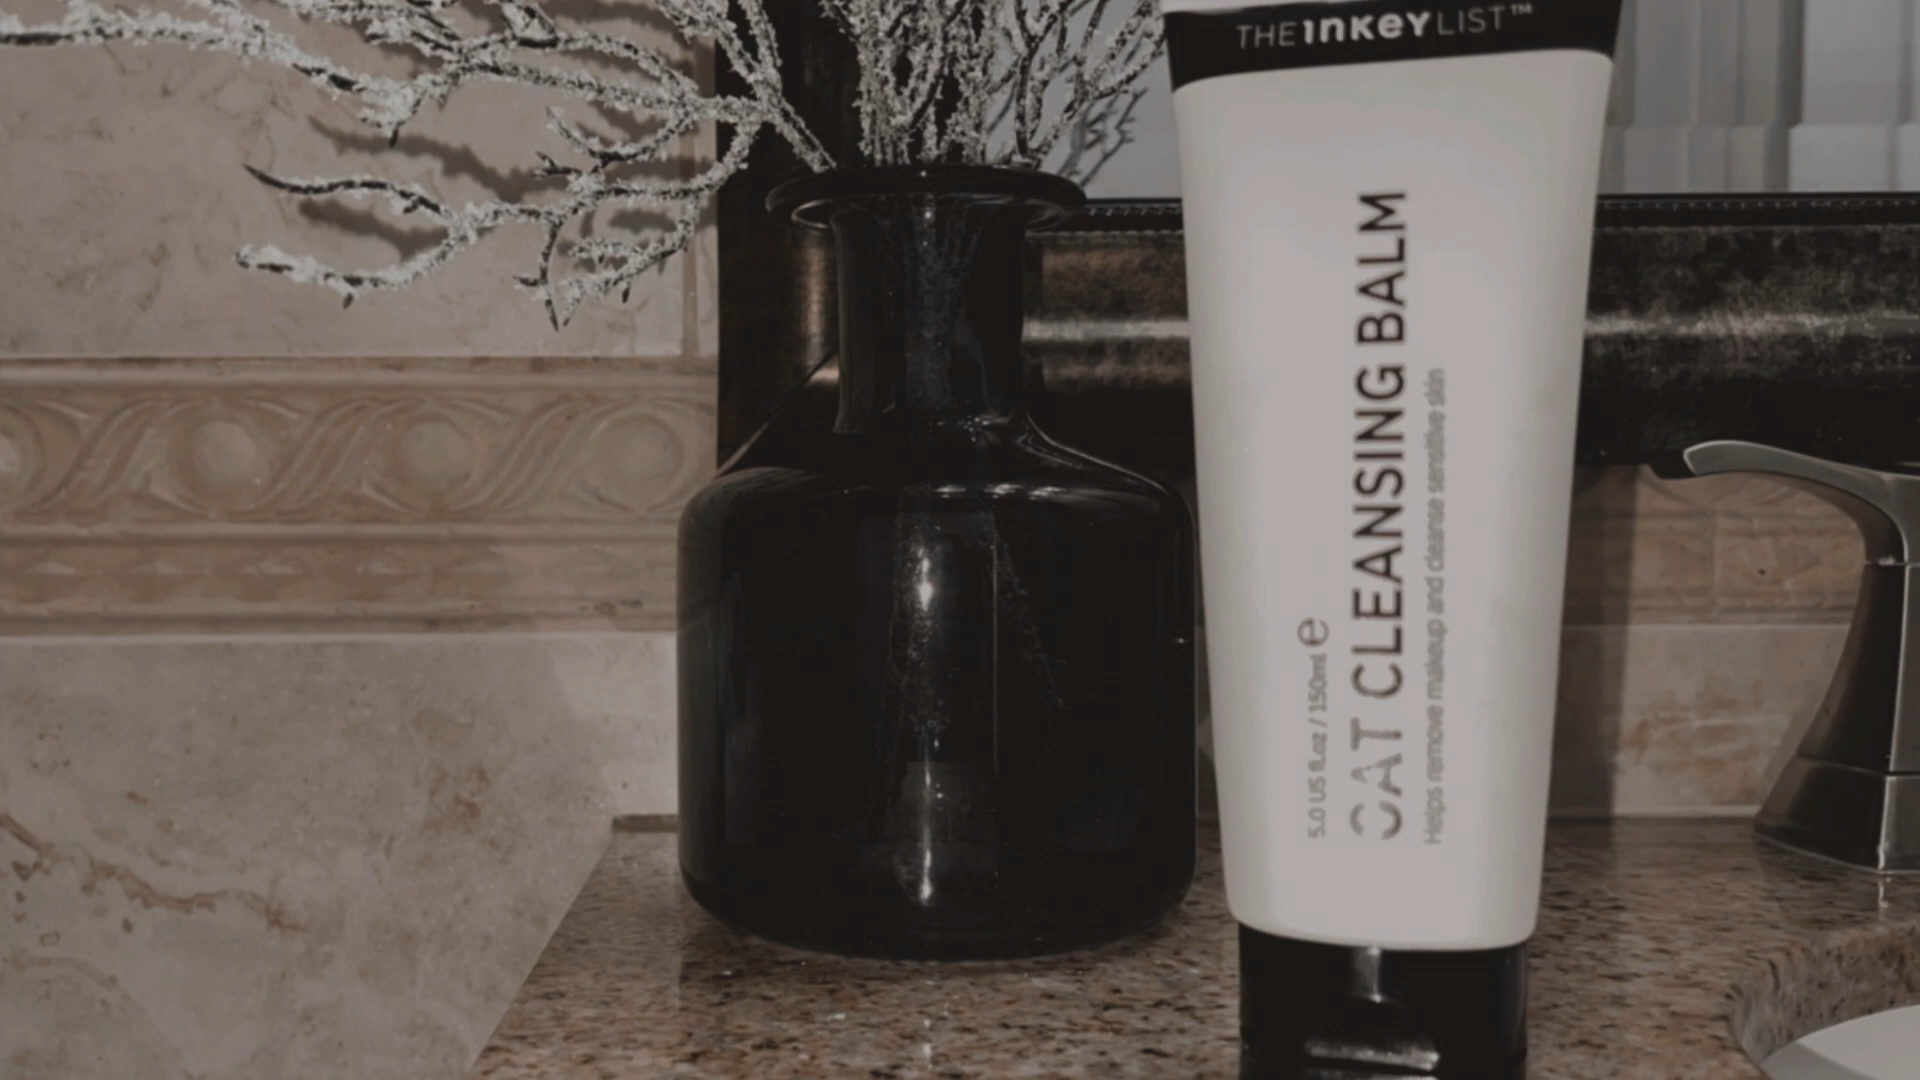 THE INKEY LIST™
5.0 US fl.oz / 150ml e
OAT CLEANSING BALM
Helps remove makeup and cleanse sensitive skin